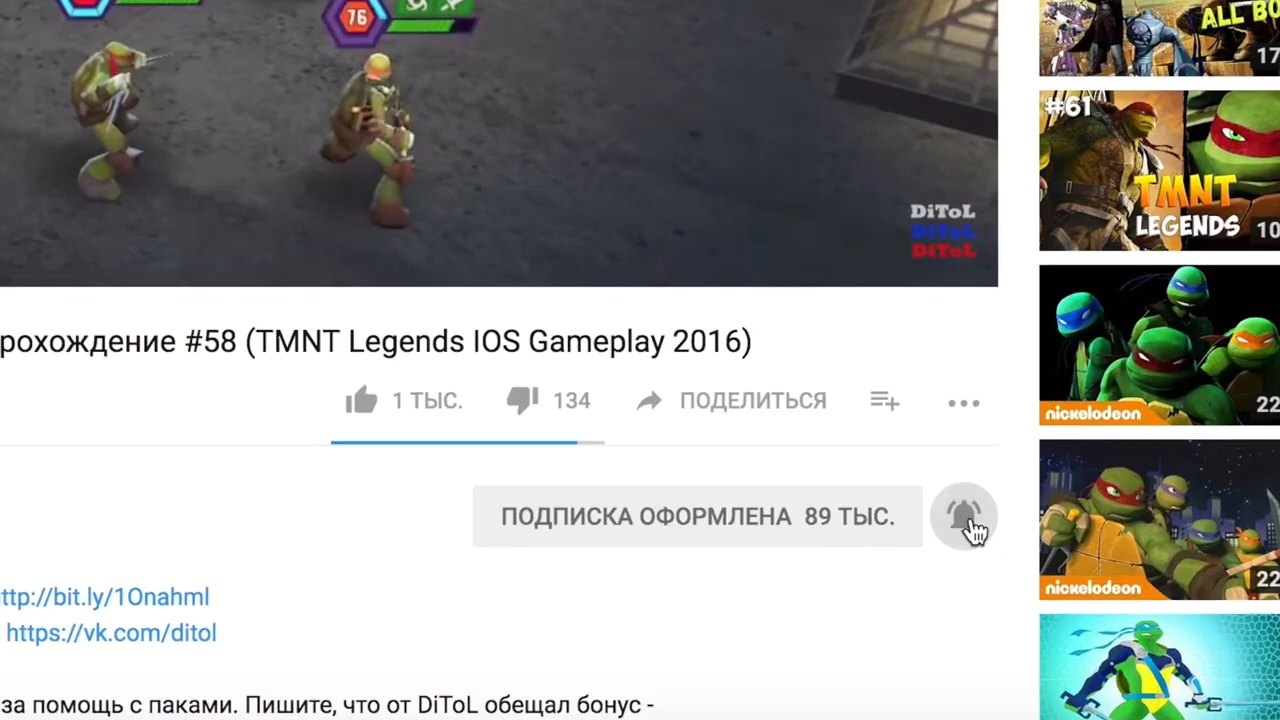 76
DiToL
DiToL
DiToL
рохождение #58 (TMNT Legends IOS Gameplay 2016)
1 ТЫС.
134
ПОДЕЛИТЬСЯ
ПОДПИСКА ОФОРМЛЕНА 89 ТЫС.
ttp://bit.ly/1Onahml
https://vk.com/ditol
за помощь с паками. Пишите, что от DiToL обещал бонус -
ALL BO
17
#61
TMNT
LEGENDS
10
nickelodeon
22
nickelodeon
22